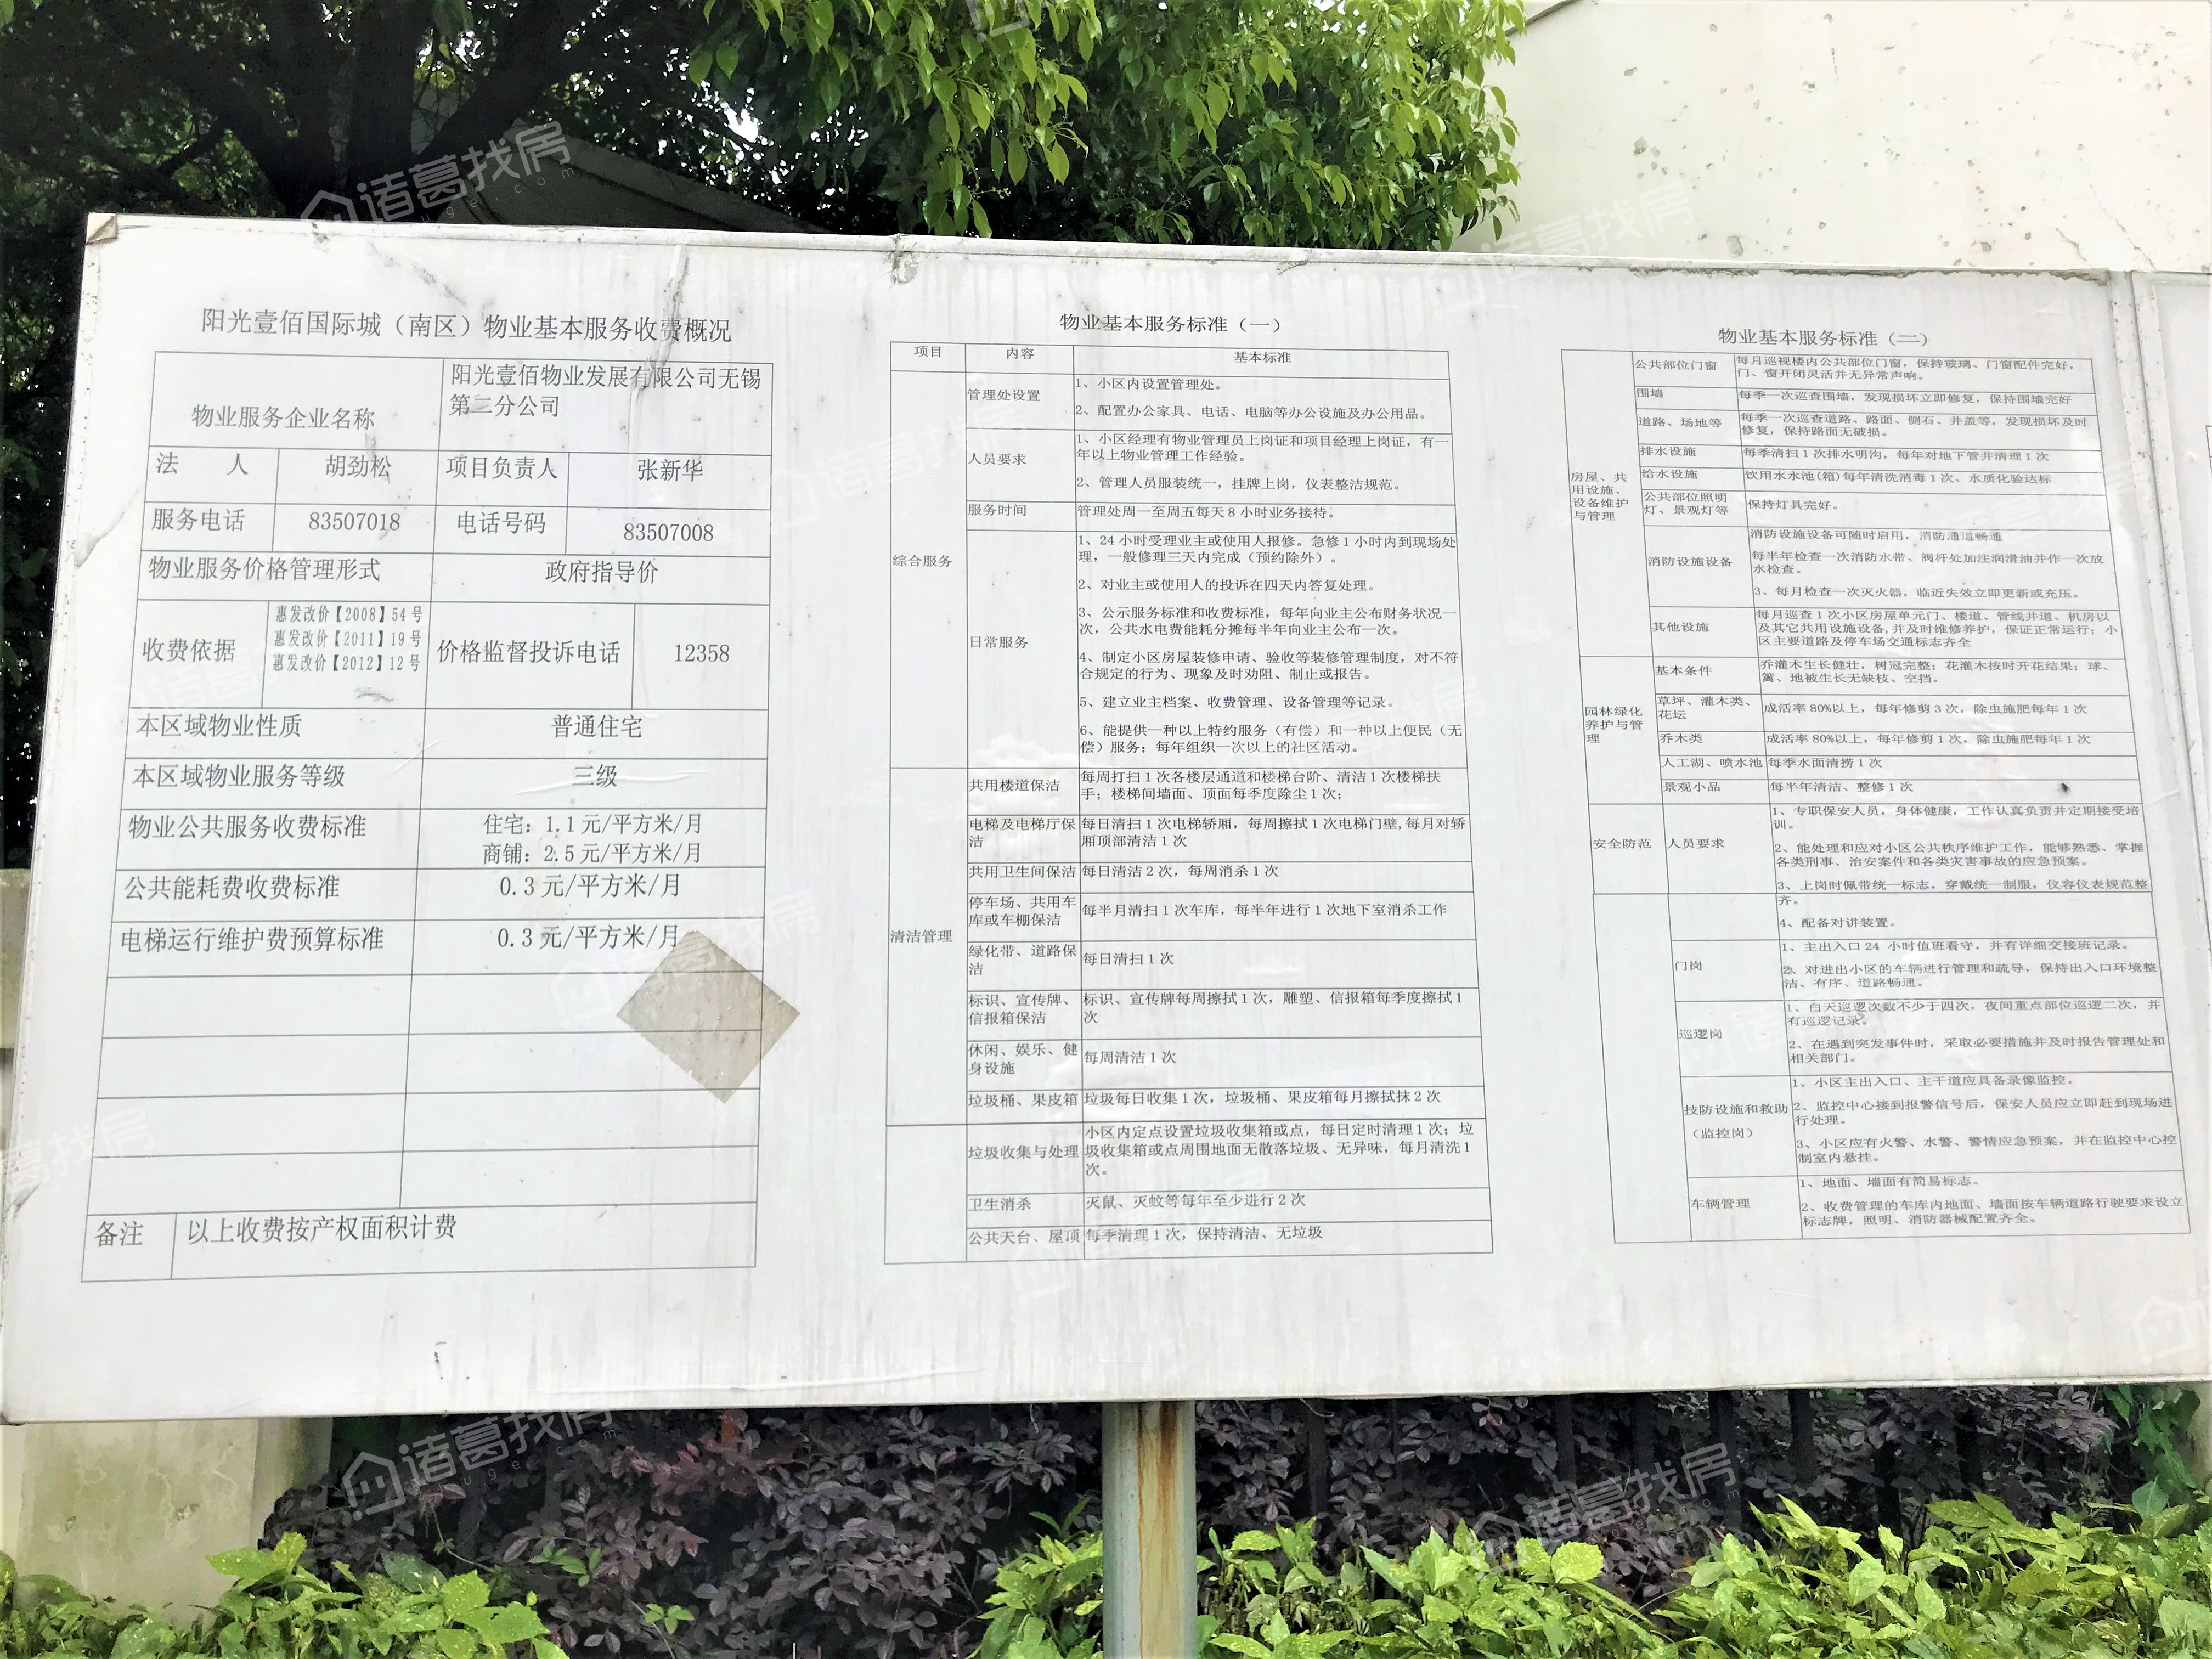 阳光壹佰国际城（南区）物业基本服务收费概况
物业服务企业名称
阳光壹佰物业发展有限公司无锡
第二分公司
法 人 胡劲松 项目负责人 张新华
服务电话 83507018 电话号码 83507008
物业服务价格管理形式 政府指导价
收费依据
惠发改价【2008】54号
惠发改价【2011】19号
惠发改价【2012】12号
价格监督投诉电话 12358
本区域物业性质 普通住宅
本区域物业服务等级 三级
物业公共服务收费标准
住宅：1.1元/平方米/月
商铺：2.5元/平方米/月
公共能耗费收费标准 0.3元/平方米/月
电梯运行维护费预算标准 0.3元/平方米/月
备注 以上收费按产权面积计费
物业基本服务标准（一）
项目 内容 基本标准
综合服务
管理处设置
1、小区内设置管理处。
2、配置办公家具、电话、电脑等办公设施及办公用品。
人员要求
1、小区经理有物业管理员上岗证和项目经理上岗证，有一
年以上物业管理工作经验。
2、管理人员服装统一，挂牌上岗，仪表整洁规范。
服务时间 管理处周一至周五每天8小时业务接待。
日常服务
1、24小时受理业主或使用人报修。急修1小时内到现场处
理，一般修理三天内完成（预约除外）。
2、对业主或使用人的投诉在四天内答复处理。
3、公示服务标准和收费标准，每年向业主公布财务状况一
次，公共水电费能耗分摊每半年向业主公布一次。
4、制定小区房屋装修申请、验收等装修管理制度，对不符
合规定的行为、现象及时劝阻、制止或报告。
5、建立业主档案、收费管理、设备管理等记录。
6、能提供一种以上特约服务（有偿）和一种以上便民（无
偿）服务；每年组织一次以上的社区活动。
清洁管理
共用楼道保洁
每周打扫1次各楼层通道和楼梯台阶、清洁1次楼梯扶
手；楼梯间墙面、顶面每季度除尘1次；
电梯及电梯厅保
洁
每日清扫1次电梯轿厢，每周擦拭1次电梯门壁,每月对轿
厢顶部清洁1次
共用卫生间保洁 每日清洁2次，每周消杀1次
停车场、共用车
库或车棚保洁
每半月清扫1次车库，每半年进行1次地下室消杀工作
绿化带、道路保
洁
每日清扫1次
标识、宣传牌、
信报箱保洁
标识、宣传牌每周擦拭1次，雕塑、信报箱每季度擦拭1
次
休闲、娱乐、健
身设施
每周清洁1次
垃圾桶、果皮箱 垃圾每日收集1次，垃圾桶、果皮箱每月擦拭抹2次
垃圾收集与处理
小区内定点设置垃圾收集箱或点，每日定时清理1次；垃
圾收集箱或点周围地面无散落垃圾、无异味，每月清洗1
次。
卫生消杀 灭鼠、灭蚊等每年至少进行2次
公共天台、屋顶 每季清理1次，保持清洁、无垃圾
物业基本服务标准（二）
房屋、共
用设施、
设备维护
与管理
公共部位门窗
每月巡视楼内公共部位门窗，保持玻璃、门窗配件完好，
门、窗开闭灵活并无异常声响。
围墙 每季一次巡查围墙，发现损坏立即修复，保持围墙完好
道路、场地等
每季一次巡查道路、路面、侧石、井盖等，发现损坏及时
修复，保持路面无破损。
排水设施 每季清扫1次排水明沟，每年对地下管井清理1次
给水设施 饮用水水池(箱)每年清洗消毒1次、水质化验达标
公共部位照明
灯、景观灯等
保持灯具完好。
消防设施设备
消防设施设备可随时启用，消防通道畅通
每半年检查一次消防水带、阀杆处加注润滑油并作一次放
水检查。
3、每月检查一次灭火器，临近失效立即更新或充压。
其他设施
每月巡查1次小区房屋单元门、楼道、管线井道、机房以
及其它共用设施设备,并及时维修养护，保证正常运行；小
区主要道路及停车场交通标志齐全
园林绿化
养护与管
理
基本条件
乔灌木生长健壮，树冠完整；花灌木按时开花结果；球、
篱、地被生长无缺枝、空挡。
草坪、灌木类、
花坛
成活率80%以上，每年修剪3次，除虫施肥每年1次
乔木类 成活率80%以上，每年修剪1次，除虫施肥每年1次
人工湖、喷水池 每季水面清捞1次
景观小品 每半年清洁、整修1次
安全防范 人员要求
1、专职保安人员，身体健康，工作认真负责并定期接受培
训。
2、能处理和应对小区公共秩序维护工作，能够熟悉、掌握
各类刑事、治安案件和各类灾害事故的应急预案。
3、上岗时佩带统一标志，穿戴统一制服，仪容仪表规范整
齐。
4、配备对讲装置。
门岗
1、主出入口24 小时值班看守，并有详细交接班记录。
2、对进出小区的车辆进行管理和疏导，保持出入口环境整
洁、有序、道路畅通。
巡逻岗
1、白天巡逻次数不少于四次，夜间重点部位巡逻二次，并
有巡逻记录。
2、在遇到突发事件时，采取必要措施并及时报告管理处和
相关部门。
技防设施和救助
（监控岗）
1、小区主出入口、主干道应具备录像监控。
2、监控中心接到报警信号后，保安人员应立即赶到现场进
行处理。
3、小区应有火警、水警、警情应急预案，并在监控中心控
制室内悬挂。
车辆管理
1、地面、墙面有简易标志。
2、收费管理的车库内地面、墙面按车辆道路行驶要求设立
标志牌，照明、消防器械配置齐全。
诸葛找房